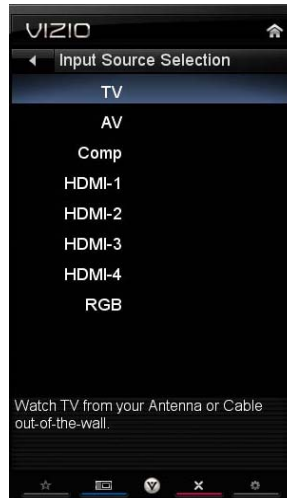 VIZIO
Input Source Selection
TV
AV
Comp
HDMI-1
HDMI-2
HDMI-3
HDMI-4
RGB
Watch TV from your Antenna or Cable
out-of-the-wall.
V